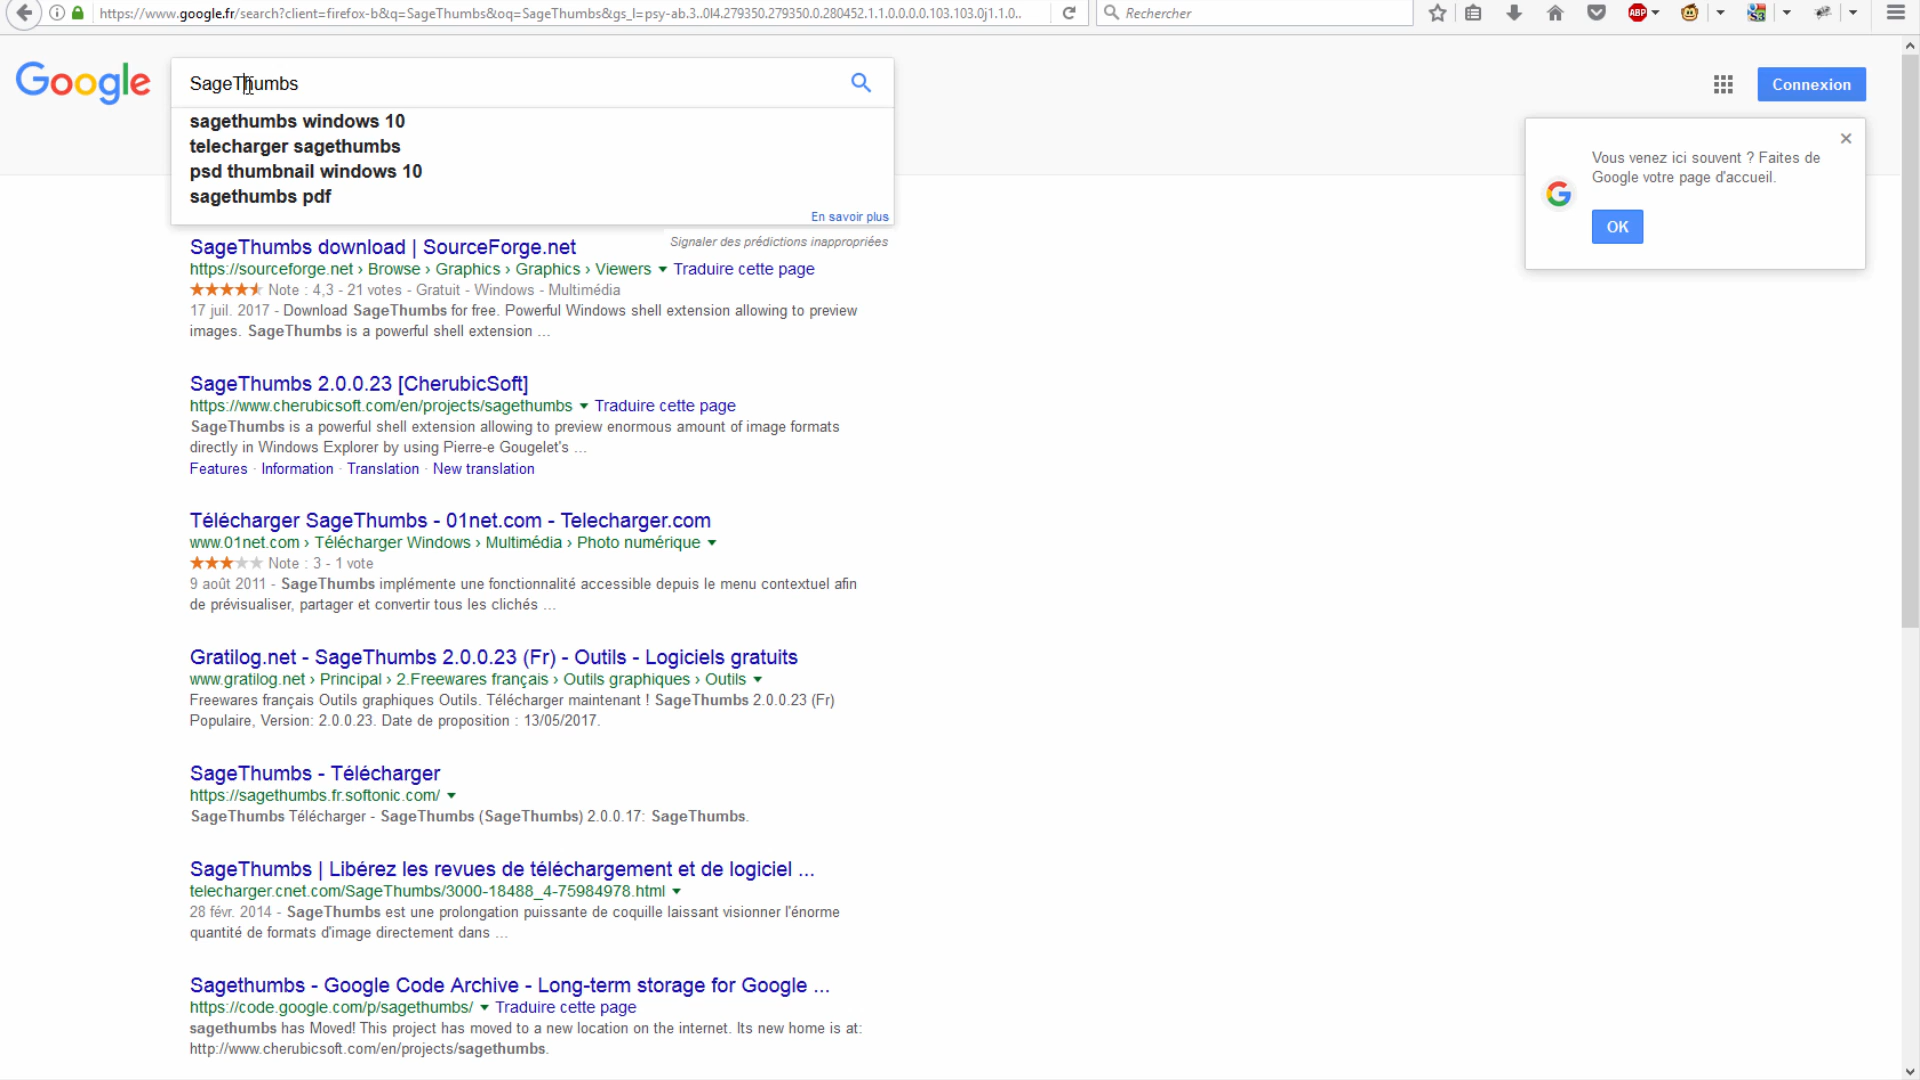 https://www.google.fr/search?client=firefox-b&q=SageThumbs&oq=SageThumbs&gs_l=psy-ab.3..0l4.279350.279350.0.280452.1.1.0.0.0.0.103.103.0j1.1.0..
Rechercher
ABP
Google
SageThumbs
Connexion
sagethumbs windows 10
telecharger sagethumbs
psd thumbnail windows 10
sagethumbs pdf
En savoir plus
Signaler des prédictions inappropriées
Vous venez ici souvent ? Faites de
Google votre page d'accueil.
OK
SageThumbs download | SourceForge.net
https://sourceforge.net › Browse › Graphics › Graphics › Viewers Traduire cette page
Note : 4,3 - 21 votes - Gratuit - Windows - Multimédia
17 juil. 2017 - Download SageThumbs for free. Powerful Windows shell extension allowing to preview
images. SageThumbs is a powerful shell extension ...
SageThumbs 2.0.0.23 [CherubicSoft]
https://www.cherubicsoft.com/en/projects/sagethumbs Traduire cette page
SageThumbs is a powerful shell extension allowing to preview enormous amount of image formats
directly in Windows Explorer by using Pierre-e Gougelet's ...
Features · Information · Translation · New translation
Télécharger SageThumbs - 01net.com - Telecharger.com
www.01net.com › Télécharger Windows › Multimédia › Photo numérique
Note : 3 - 1 vote
9 août 2011 - SageThumbs implémente une fonctionnalité accessible depuis le menu contextuel afin
de prévisualiser, partager et convertir tous les clichés ...
Gratilog.net - SageThumbs 2.0.0.23 (Fr) - Outils - Logiciels gratuits
www.gratilog.net › Principal › 2.Freewares français › Outils graphiques › Outils
Freewares français Outils graphiques Outils. Télécharger maintenant ! SageThumbs 2.0.0.23 (Fr)
Populaire, Version: 2.0.0.23. Date de proposition : 13/05/2017.
SageThumbs - Télécharger
https://sagethumbs.fr.softonic.com/
SageThumbs Télécharger - SageThumbs (SageThumbs) 2.0.0.17: SageThumbs.
SageThumbs | Libérez les revues de téléchargement et de logiciel ...
telecharger.cnet.com/SageThumbs/3000-18488_4-75984978.html
28 févr. 2014 - SageThumbs est une prolongation puissante de coquille laissant visionner l'énorme
quantité de formats d'image directement dans ...
Sagethumbs - Google Code Archive - Long-term storage for Google ...
https://code.google.com/p/sagethumbs/ Traduire cette page
sagethumbs has Moved! This project has moved to a new location on the internet. Its new home is at:
http://www.cherubicsoft.com/en/projects/sagethumbs.